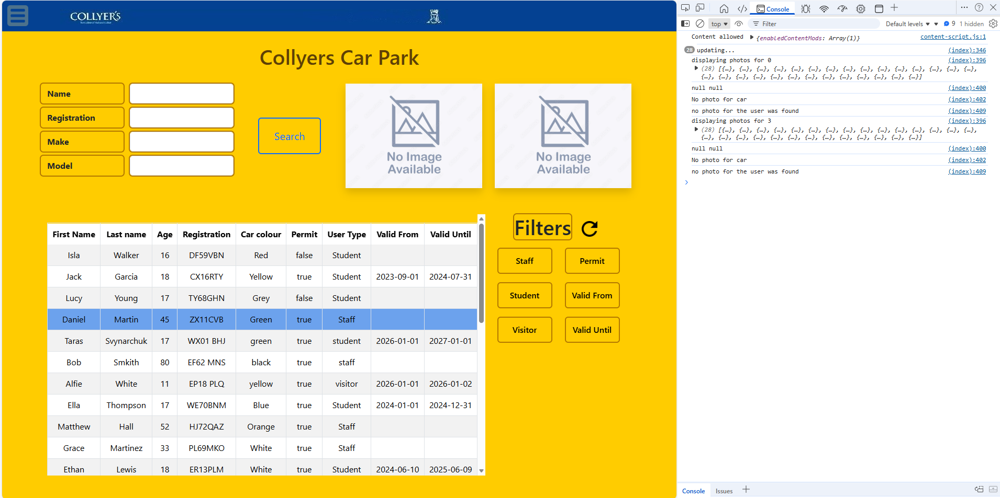 COLLYER'S
The College of Richard Collyer
Collyers Car Park
Name
Registration
Make
Model
Search
No Image
Available
No Image
Available
Filters
Staff
Permit
Student
Valid From
Visitor
Valid Until
First Name Last name Age Registration Car colour Permit User Type Valid From Valid Until
Isla Walker 16 DF59VBN Red false Student
Jack Garcia 18 CX16RTY Yellow true Student 2023-09-01 2024-07-31
Lucy Young 17 TY68GHN Grey false Student
Daniel Martin 45 ZX11CVB Green true Staff
Taras Svynarchuk 17 WX01 BHJ green true student 2026-01-01 2027-01-01
Bob Smkith 80 EF62 MNS black true staff
Alfie White 11 EP18 PLQ yellow true visitor 2026-01-01 2026-01-02
Ella Thompson 17 WE70BNM Blue true Student 2024-01-01 2024-12-31
Matthew Hall 52 HJ72QAZ Orange true Staff
Grace Martinez 33 PL69MKO White true Staff
Ethan Lewis 18 ER13PLM White true Student 2024-06-10 2025-06-09
Console
top Filter Default levels 9 1 hidden
Content allowed {enabledContentMods: Array(1)} content-script.js:1
28 updating... (index):346
displaying photos for 0 (index):396
(28) [{…}, {…}, {…}, {…}, {…}, {…}, {…}, {…}, {…}, {…}, {…}, {…}, {…}, {…}, {…},
{…}, {…}, {…}, {…}, {…}, {…}, {…}, {…}, {…}, {…}, {…}, {…}, {…}]
null null (index):400
No photo for car (index):402
no photo for the user was found (index):409
displaying photos for 3 (index):396
(28) [{…}, {…}, {…}, {…}, {…}, {…}, {…}, {…}, {…}, {…}, {…}, {…}, {…}, {…}, {…},
{…}, {…}, {…}, {…}, {…}, {…}, {…}, {…}, {…}, {…}, {…}, {…}, {…}]
null null (index):400
No photo for car (index):402
no photo for the user was found (index):409
Console Issues